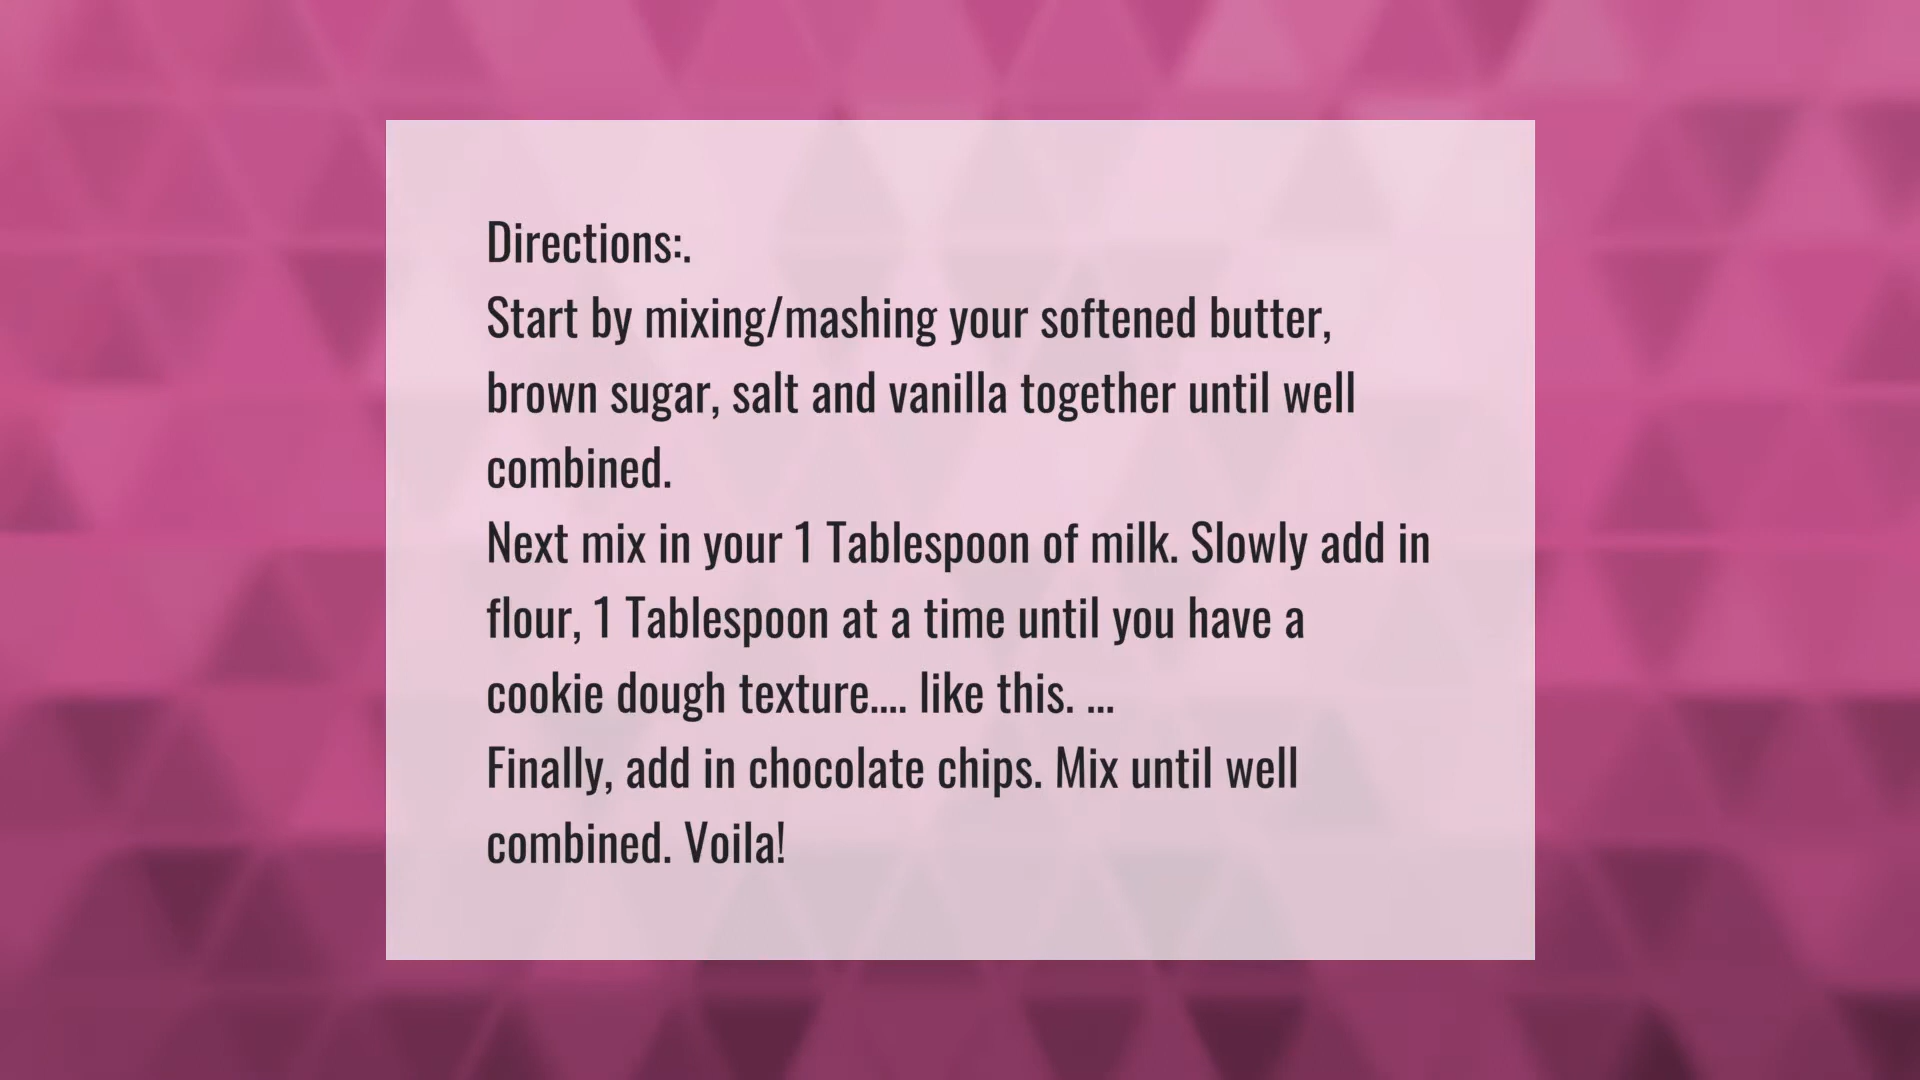 Directions:.
Start by mixing/mashing your softened butter,
brown sugar, salt and vanilla together until well
combined.
Next mix in your 1 Tablespoon of milk. Slowly add in
flour, 1 Tablespoon at a time until you have a
cookie dough texture.... like this. ...
Finally, add in chocolate chips. Mix until well
combined. Voila!